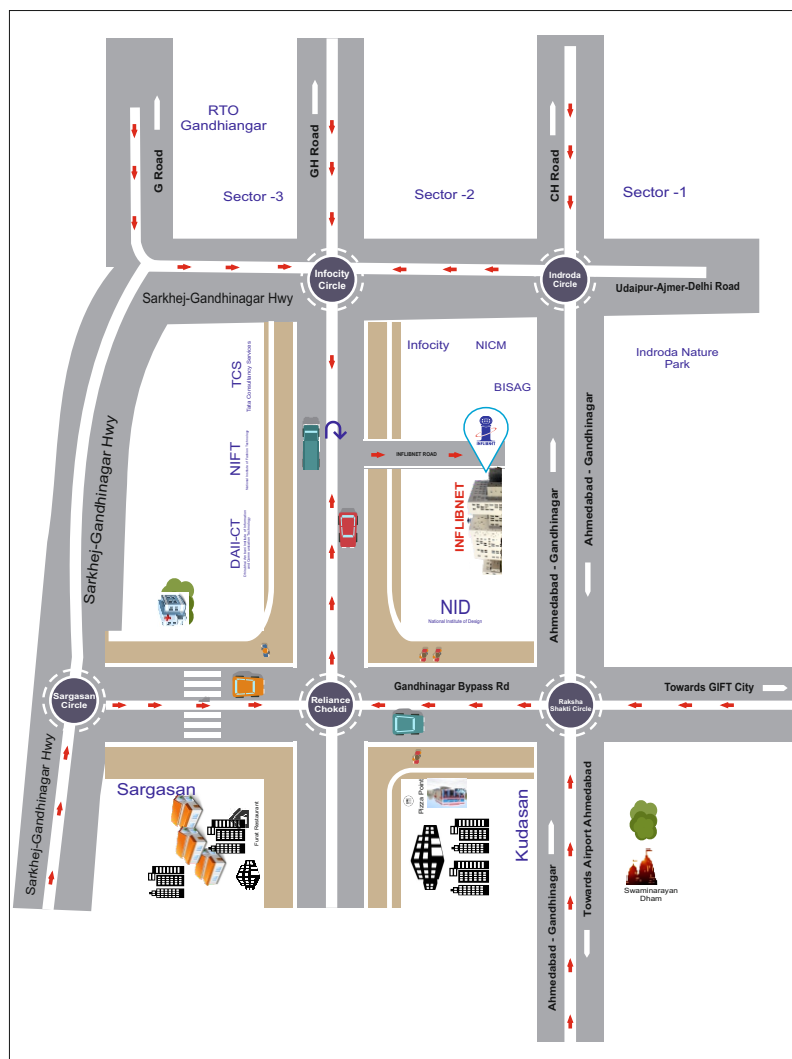 RTO
Gandhiangar
G Road
GH Road
CH Road
Sector -3
Sector -2
Sector -1
Infocity
Circle
Indroda
Circle
Sarkhej-Gandhinagar Hwy
Udaipur-Ajmer-Delhi Road
Infocity
NICM
BISAG
Indroda Nature
Park
TCS
Tata Consultancy Services
NIFT
DAII-CT
Sarkhej-Gandhinagar Hwy
INFLIBNET
INFLIBNET ROAD
INFLIBNET
Ahmedabad - Gandhinagar
Ahmedabad - Gandhinagar
NID
National Institute of Design
Sargasan
Circle
Reliance
Chokdi
Gandhinagar Bypass Rd
Raksha
Shakti Circle
Towards GIFT City
Sarkhej-Gandhinagar Hwy
Sargasan
Furat Restaurant
Pizza Point
Kudasan
Ahmedabad - Gandhinagar
Towards Airport Ahmedabad
Swaminarayan
Dham